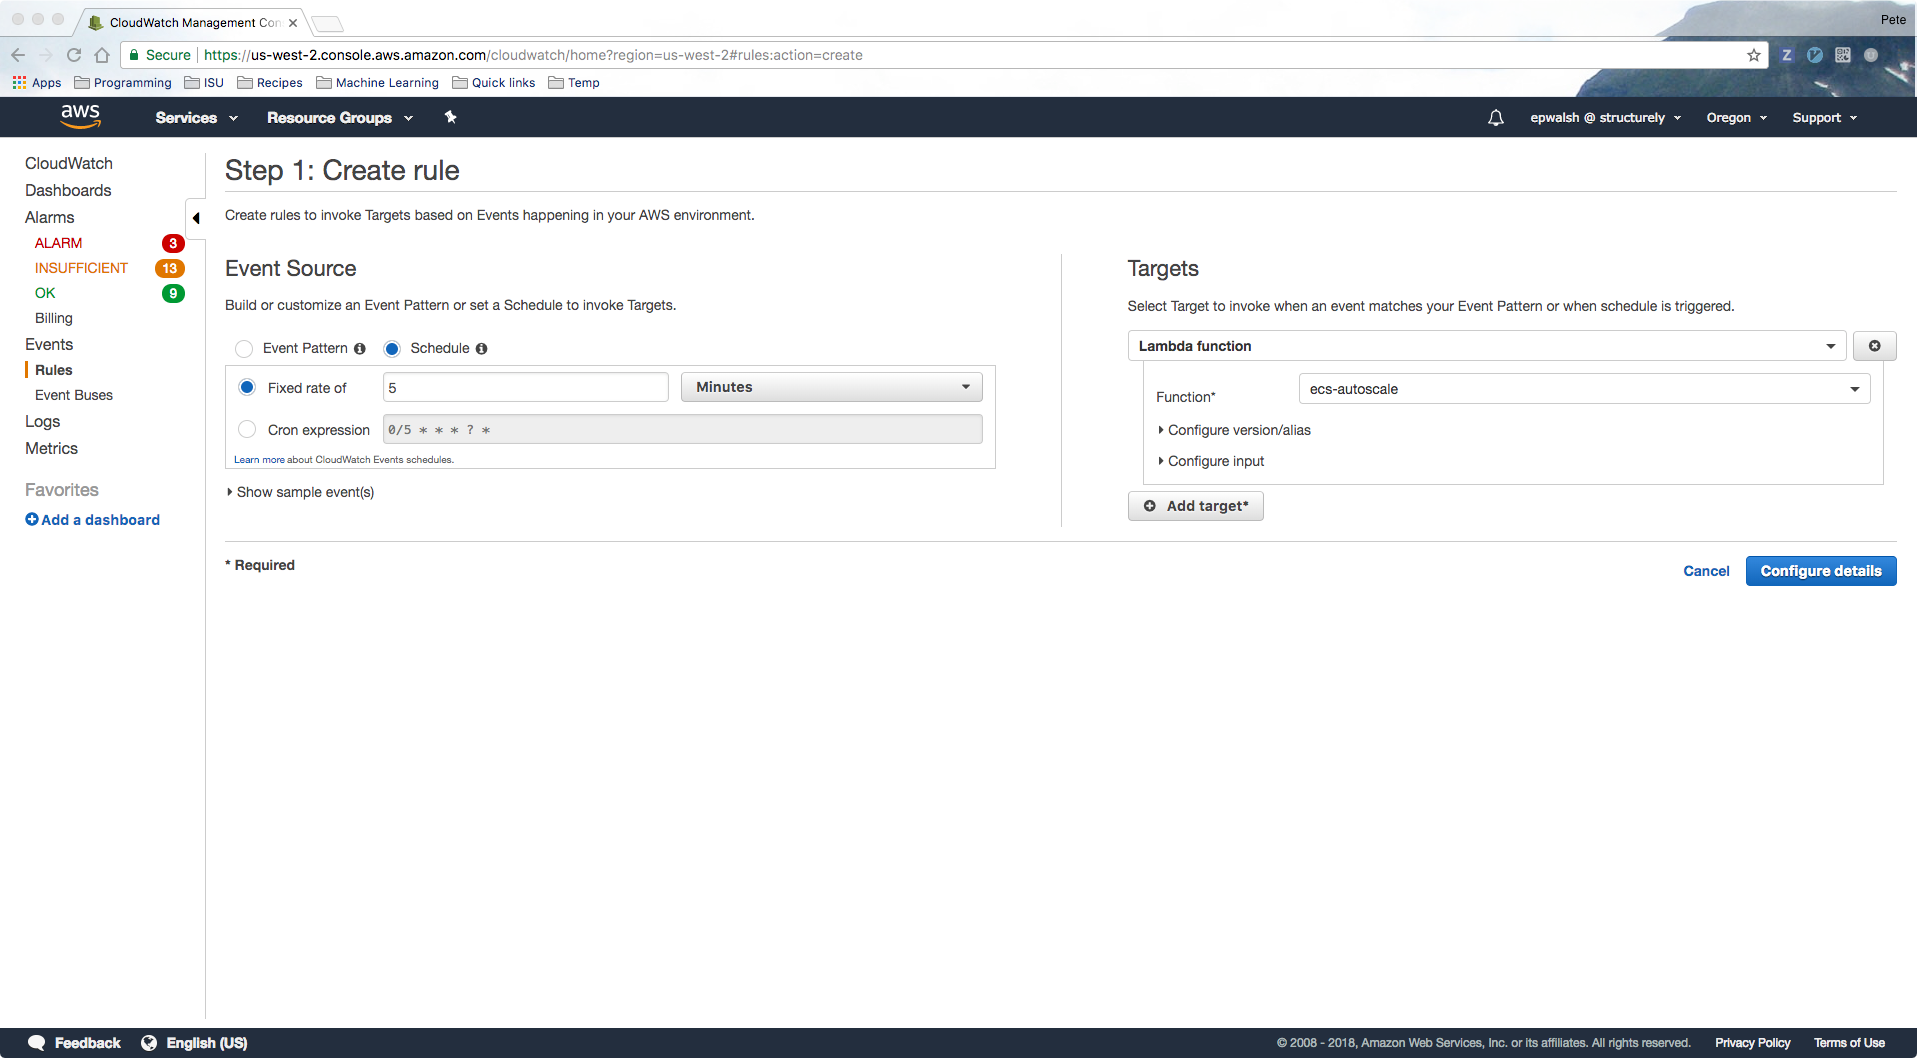 CloudWatch Management Con
Pete
Secure https://us-west-2.console.aws.amazon.com/cloudwatch/home?region=us-west-2#rules:action=create
Z
Apps Programming ISU Recipes Machine Learning Quick links Temp
aws Services Resource Groups epwalsh @ structurely Oregon Support
CloudWatch
Dashboards
Alarms
ALARM 3
INSUFFICIENT 13
OK 9
Billing
Events
Rules
Event Buses
Logs
Metrics
Favorites
Add a dashboard
Step 1: Create rule
Create rules to invoke Targets based on Events happening in your AWS environment.
Event Source
Build or customize an Event Pattern or set a Schedule to invoke Targets.
Event Pattern Schedule
Fixed rate of 5 Minutes
Cron expression 0/5 * * * ? *
Learn more about CloudWatch Events schedules.
Show sample event(s)
Targets
Select Target to invoke when an event matches your Event Pattern or when schedule is triggered.
Lambda function
Function* ecs-autoscale
Configure version/alias
Configure input
Add target*
* Required
Cancel Configure details
Feedback English (US)
© 2008 - 2018, Amazon Web Services, Inc. or its affiliates. All rights reserved. Privacy Policy Terms of Use